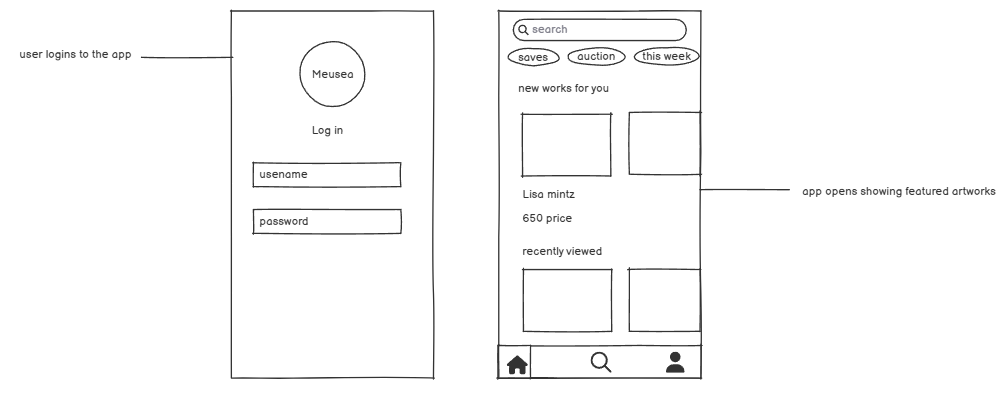 user logins to the app
Meusea
Log in
usename
password
search
saves
auction
this week
new works for you
Lisa mintz
650 price
recently viewed
app opens showing featured artworks